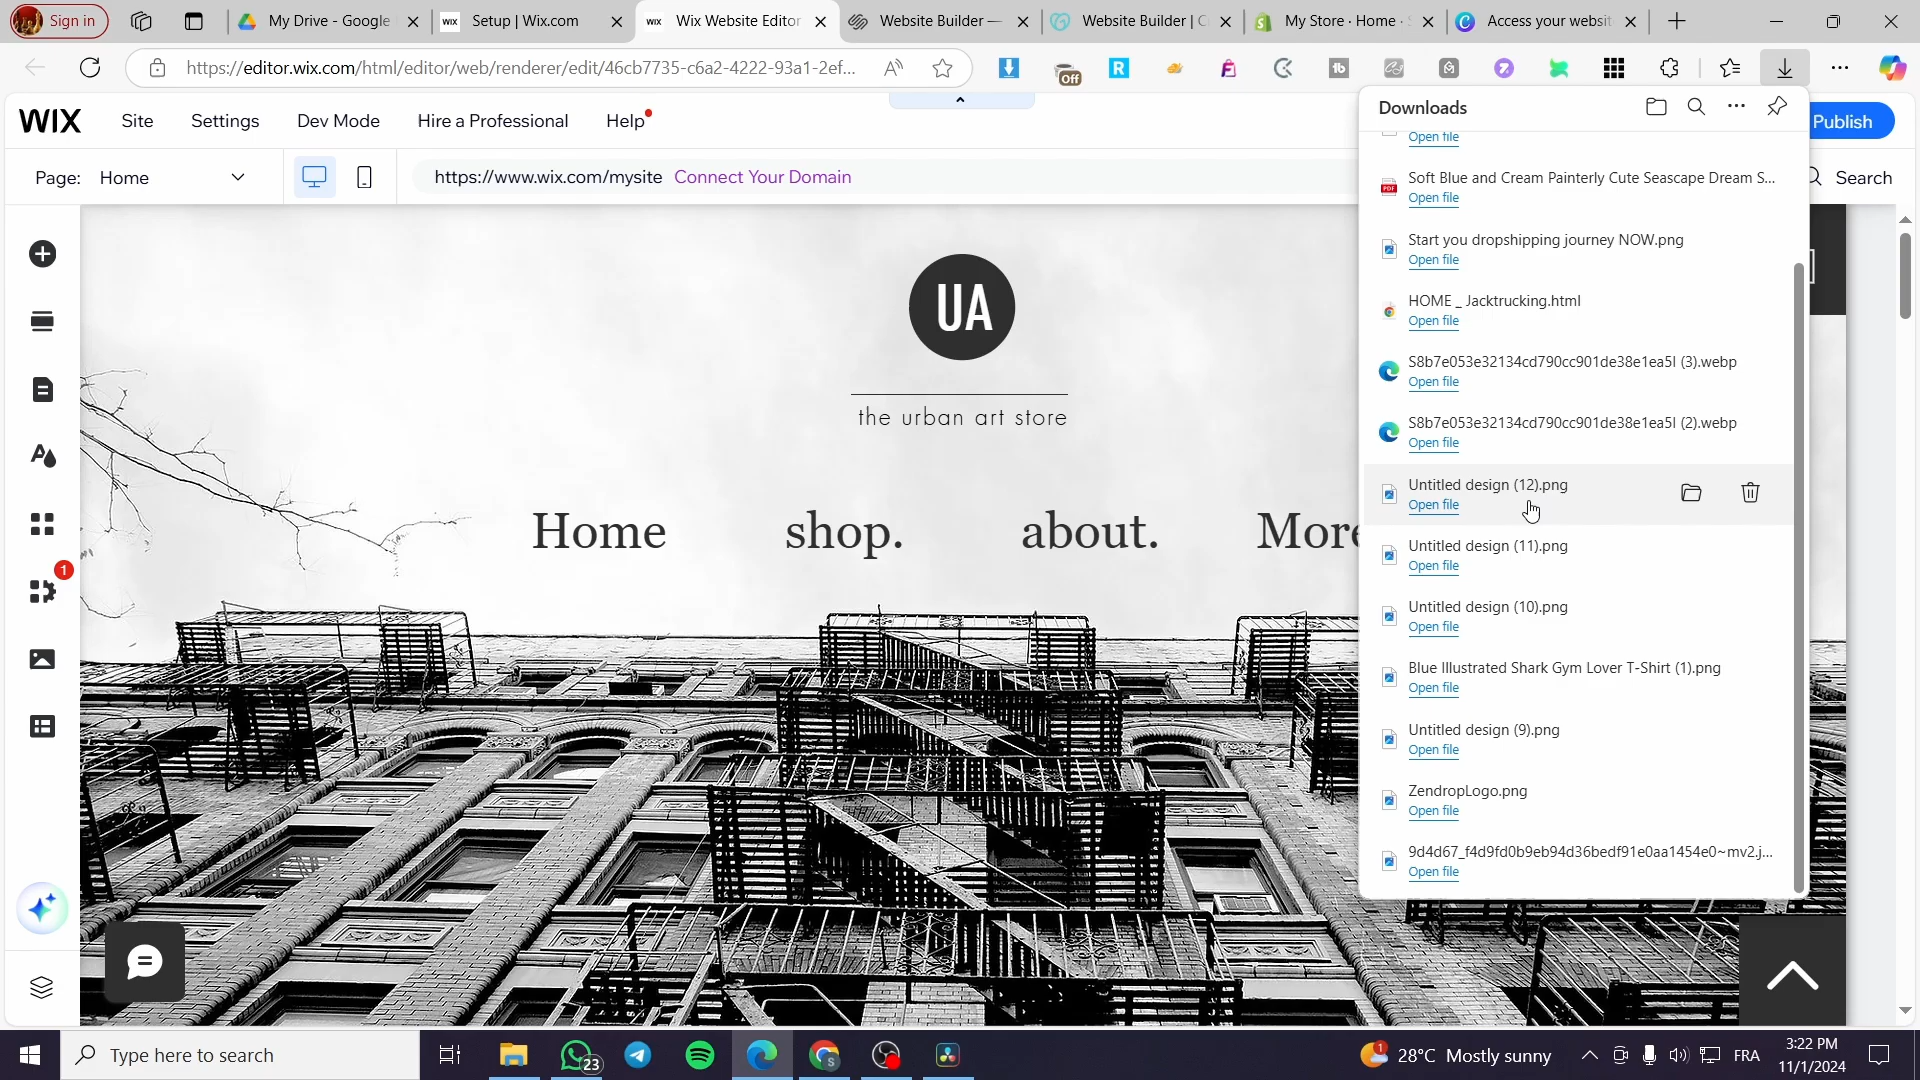 Sign in
My Drive - Google
Setup | Wix.com
WIX
Wix Website Editor
Website Builder —
Website Builder | C
My Store · Home ·
Access your websit
https://editor.wix.com/html/editor/web/renderer/edit/46cb7735-c6a2-4222-93a1-2ef...
Off
WIX
Site
Settings
Dev Mode
Hire a Professional
Help
Publish
Page:
Home
https://www.wix.com/mysite
Connect Your Domain
Search
Downloads
Open file
Soft Blue and Cream Painterly Cute Seascape Dream S...
Open file
Start you dropshipping journey NOW.png
Open file
HOME _ Jacktrucking.html
Open file
S8b7e053e32134cd790cc901de38e1ea5I (3).webp
Open file
S8b7e053e32134cd790cc901de38e1ea5I (2).webp
Open file
Untitled design (12).png
Open file
Untitled design (11).png
Open file
Untitled design (10).png
Open file
Blue Illustrated Shark Gym Lover T-Shirt (1).png
Open file
Untitled design (9).png
Open file
ZendropLogo.png
Open file
9d4d67_f4d9fd0b9eb94d36bedf91e0aa1454e0~mv2.j...
Open file
UA
the urban art store
Home
shop.
about.
More
1
Type here to search
23
28°C Mostly sunny
FRA
3:22 PM
11/1/2024